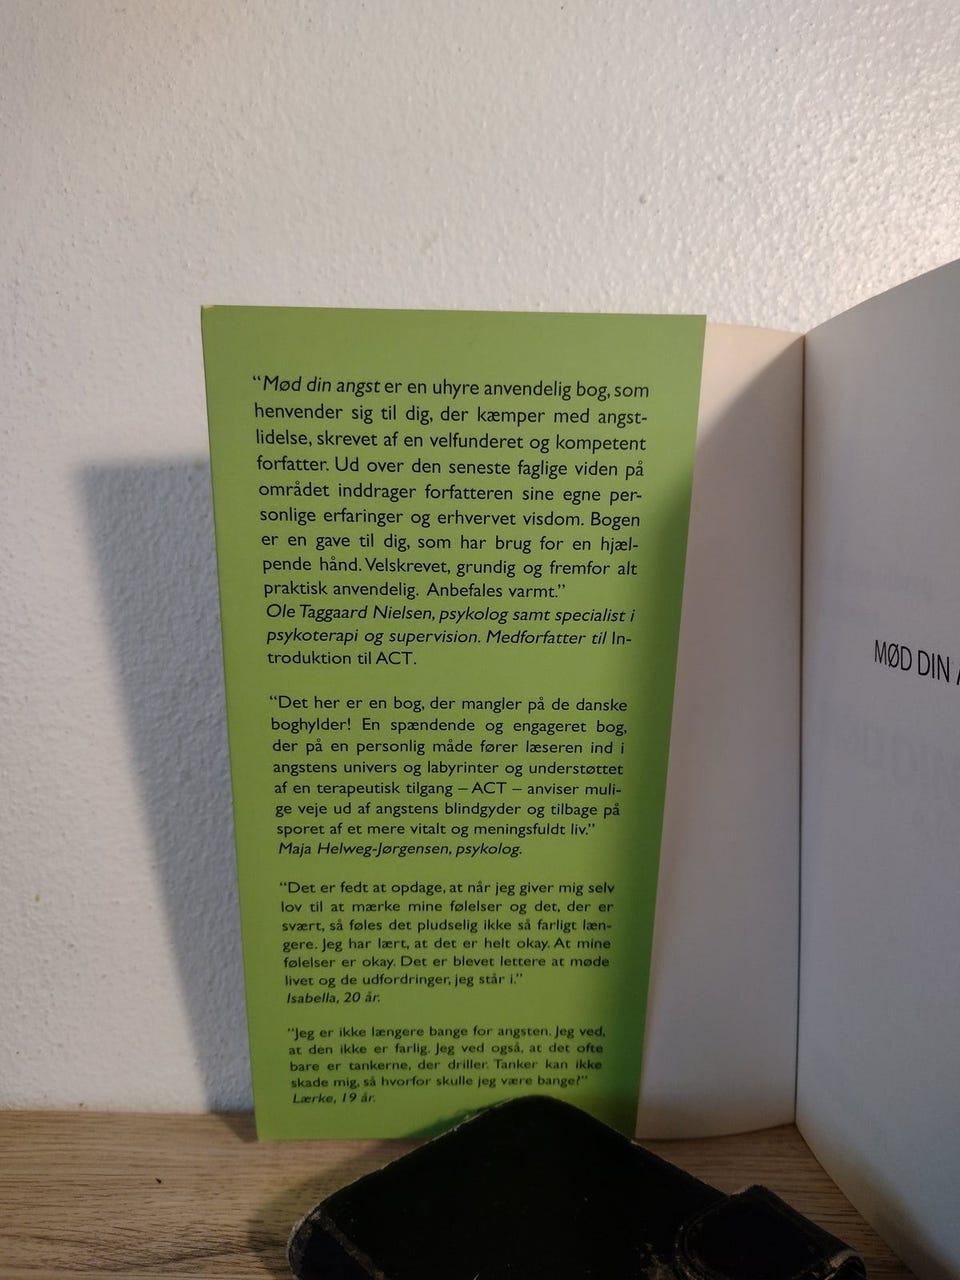 “Mød din angst er en uhyre anvendelig bog, som
henvender sig til dig, der kæmper med angst-
lidelse, skrevet af en velfunderet og kompetent
forfatter. Ud over den seneste faglige viden på
området inddrager forfatteren sine egne per-
sonlige erfaringer og erhvervet visdom. Bogen
er en gave til dig, som har brug for en hjæl-
pende hånd. Velskrevet, grundig og fremfor alt
praktisk anvendelig. Anbefales varmt.”
Ole Taggaard Nielsen, psykolog samt specialist i
psykoterapi og supervision. Medforfatter til In-
troduktion til ACT.
“Det her er en bog, der mangler på de danske
boghylder! En spændende og engageret bog,
der på en personlig måde fører læseren ind i
angstens univers og labyrinter og understøttet
af en terapeutisk tilgang – ACT – anviser muli-
ge veje ud af angstens blindgyder og tilbage på
sporet af et mere vitalt og meningsfuldt liv.”
Maja Helweg-Jørgensen, psykolog.
“Det er fedt at opdage, at når jeg giver mig selv
lov til at mærke mine følelser og det, der er
svært, så føles det pludselig ikke så farligt læn-
gere. Jeg har lært, at det er helt okay. At mine
følelser er okay. Det er blevet lettere at møde
livet og de udfordringer, jeg står i.”
Isabella, 20 år.
“Jeg er ikke længere bange for angsten. Jeg ved,
at den ikke er farlig. Jeg ved også, at det ofte
bare er tankerne, der driller. Tanker kan ikke
skade mig, så hvorfor skulle jeg være bange?”
Lærke, 19 år.
MØD DIN